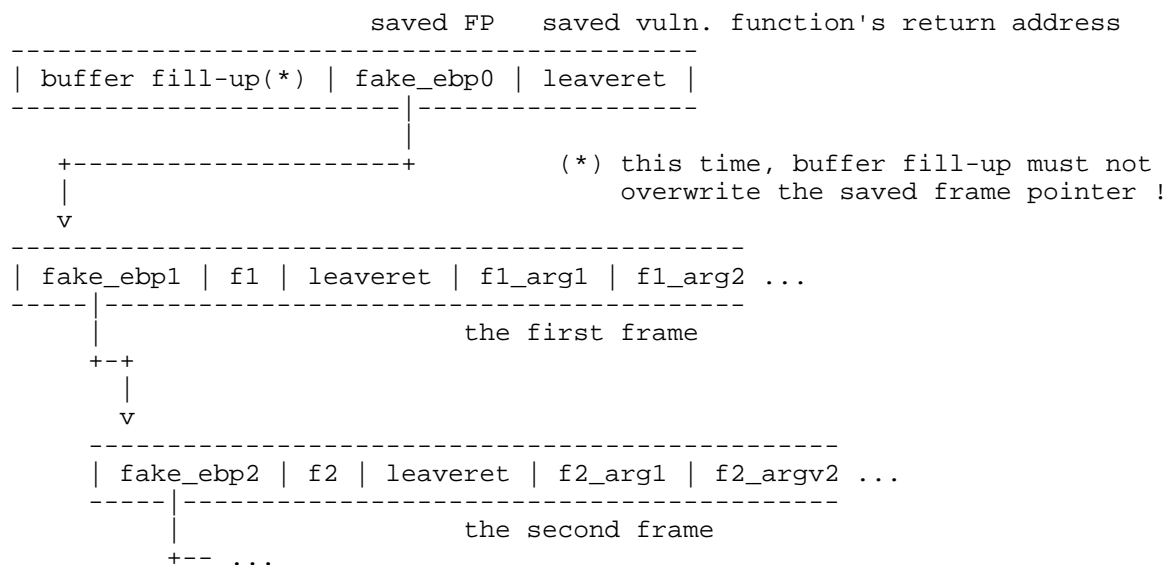 saved FP   saved vuln. function's return address
---------------------------------------------
| buffer fill-up(*) | fake_ebp0 | leaveret |
-------------------------|------------------
                         |
   +---------------------+         (*) this time, buffer fill-up must not
   |                                   overwrite the saved frame pointer !
   v
-----------------------------------------------
| fake_ebp1 | f1 | leaveret | f1_arg1 | f1_arg2 ...
-----|-----------------------------------------
     |                       the first frame
     +-+
       |
       v
     ------------------------------------------------
     | fake_ebp2 | f2 | leaveret | f2_arg1 | f2_argv2 ...
     -----|------------------------------------------
          |                  the second frame
          +-- ...